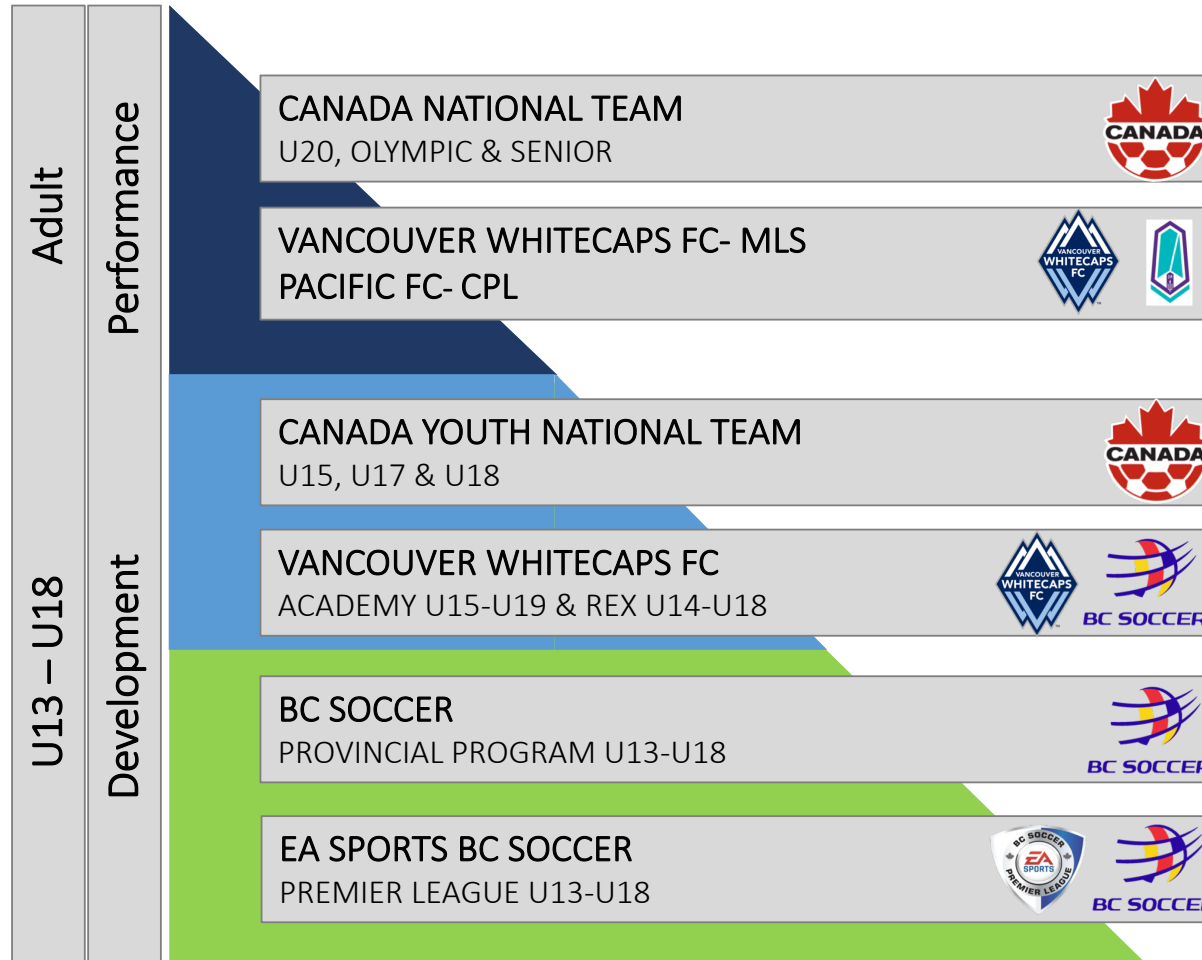 Adult
U13 – U18
Performance
Development
CANADA NATIONAL TEAM
U20, OLYMPIC & SENIOR
CANADA
VANCOUVER WHITECAPS FC- MLS
PACIFIC FC- CPL
VANCOUVER
WHITECAPS
FC
CANADA YOUTH NATIONAL TEAM
U15, U17 & U18
CANADA
VANCOUVER WHITECAPS FC
ACADEMY U15-U19 & REX U14-U18
VANCOUVER
WHITECAPS
FC
BC SOCCER
BC SOCCER
PROVINCIAL PROGRAM U13-U18
BC SOCCER
EA SPORTS BC SOCCER
PREMIER LEAGUE U13-U18
BC SOCCER
EA
SPORTS
PREMIER LEAGUE
BC SOCCER